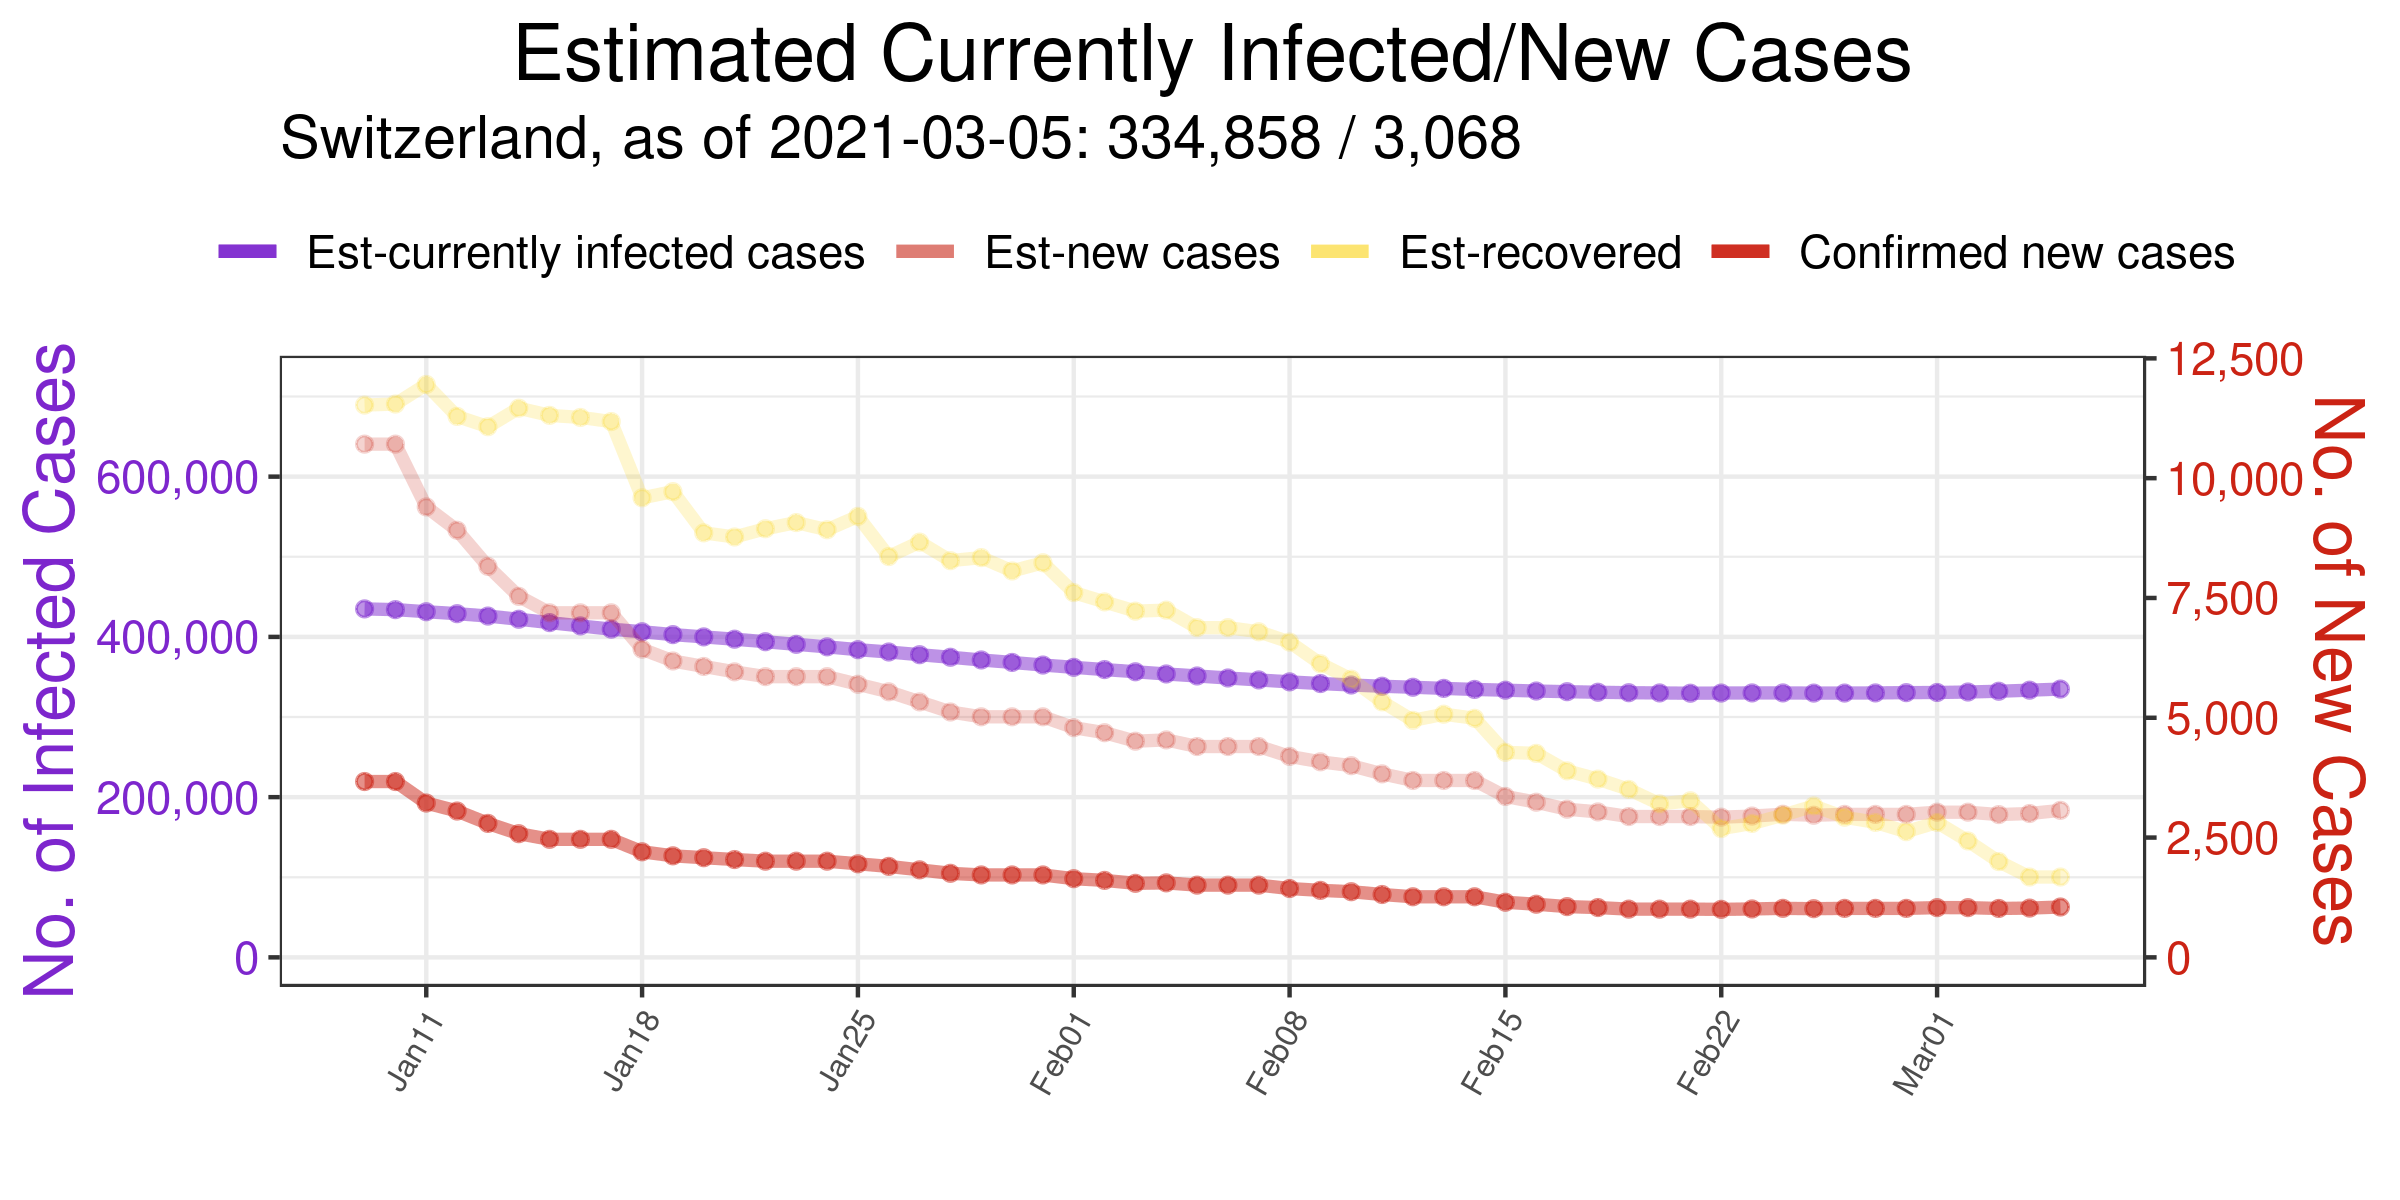 Estimated Currently Infected/New Cases
Switzerland, as of 2021-03-05: 334,858 / 3,068
Est-currently infected cases Est-new cases Est-recovered Confirmed new cases
No. of Infected Cases
600,000
400,000
200,000
0
12,500
10,000
7,500
5,000
2,500
0
No. of New Cases
Jan11 Jan18 Jan25 Feb01 Feb08 Feb15 Feb22 Mar01